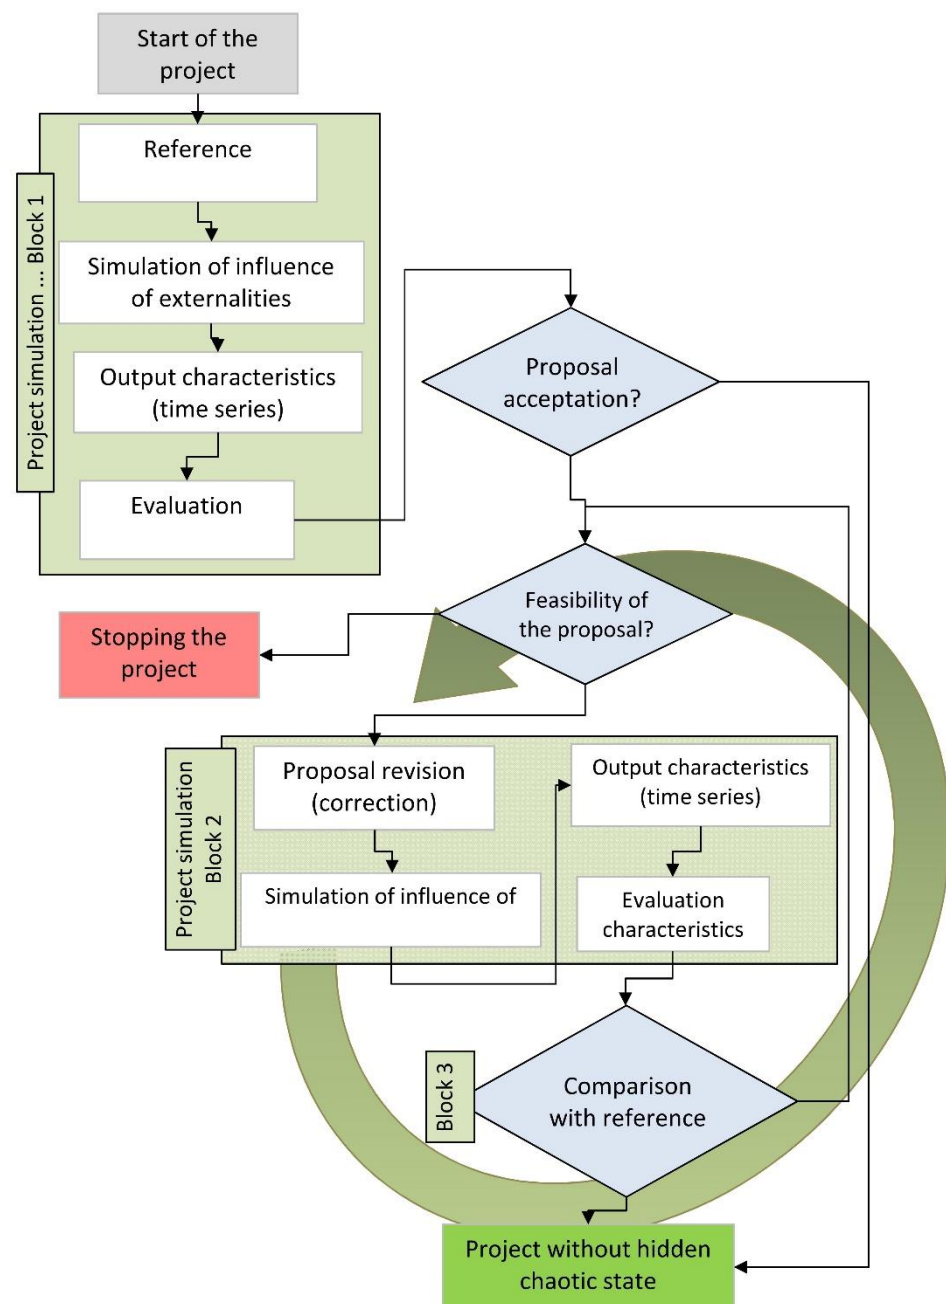 Start of the
project
Project simulation ... Block 1
Reference
Simulation of influence
of externalities
Output characteristics
(time series)
Evaluation
Proposal
acceptation?
Feasibility of
the proposal?
Stopping the
project
Project simulation
Block 2
Proposal revision
(correction)
Simulation of influence of
Output characteristics
(time series)
Evaluation
characteristics
Block 3
Comparison
with reference
Project without hidden
chaotic state